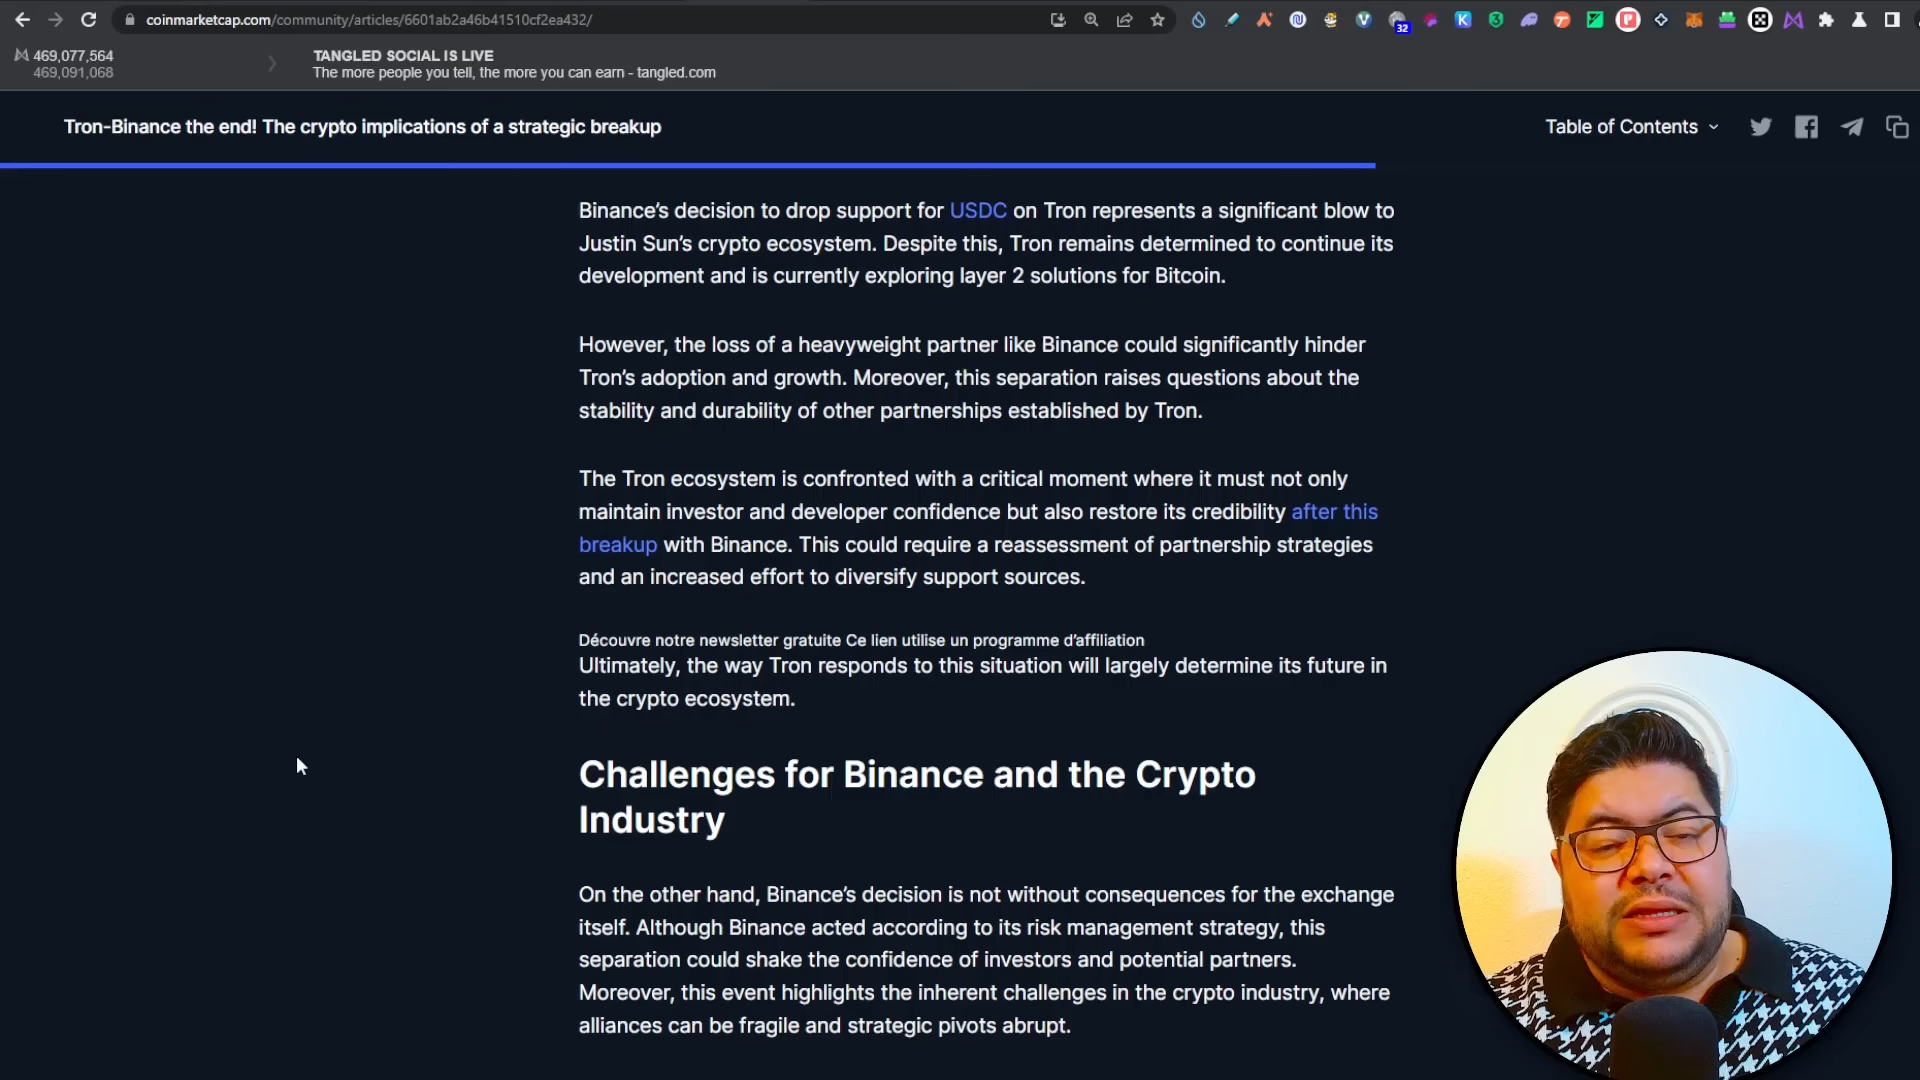 coinmarketcap.com/community/articles/6601ab2a46b41510cf2ea432/
32
469,077,564
469,091,068
TANGLED SOCIAL IS LIVE
The more people you tell, the more you can earn - tangled.com
Tron-Binance the end! The crypto implications of a strategic breakup
Table of Contents
Binance’s decision to drop support for USDC on Tron represents a significant blow to
Justin Sun’s crypto ecosystem. Despite this, Tron remains determined to continue its
development and is currently exploring layer 2 solutions for Bitcoin.
However, the loss of a heavyweight partner like Binance could significantly hinder
Tron’s adoption and growth. Moreover, this separation raises questions about the
stability and durability of other partnerships established by Tron.
The Tron ecosystem is confronted with a critical moment where it must not only
maintain investor and developer confidence but also restore its credibility after this
breakup with Binance. This could require a reassessment of partnership strategies
and an increased effort to diversify support sources.
Découvre notre newsletter gratuite Ce lien utilise un programme d’affiliation
Ultimately, the way Tron responds to this situation will largely determine its future in
the crypto ecosystem.
Challenges for Binance and the Crypto
Industry
On the other hand, Binance’s decision is not without consequences for the exchange
itself. Although Binance acted according to its risk management strategy, this
separation could shake the confidence of investors and potential partners.
Moreover, this event highlights the inherent challenges in the crypto industry, where
alliances can be fragile and strategic pivots abrupt.